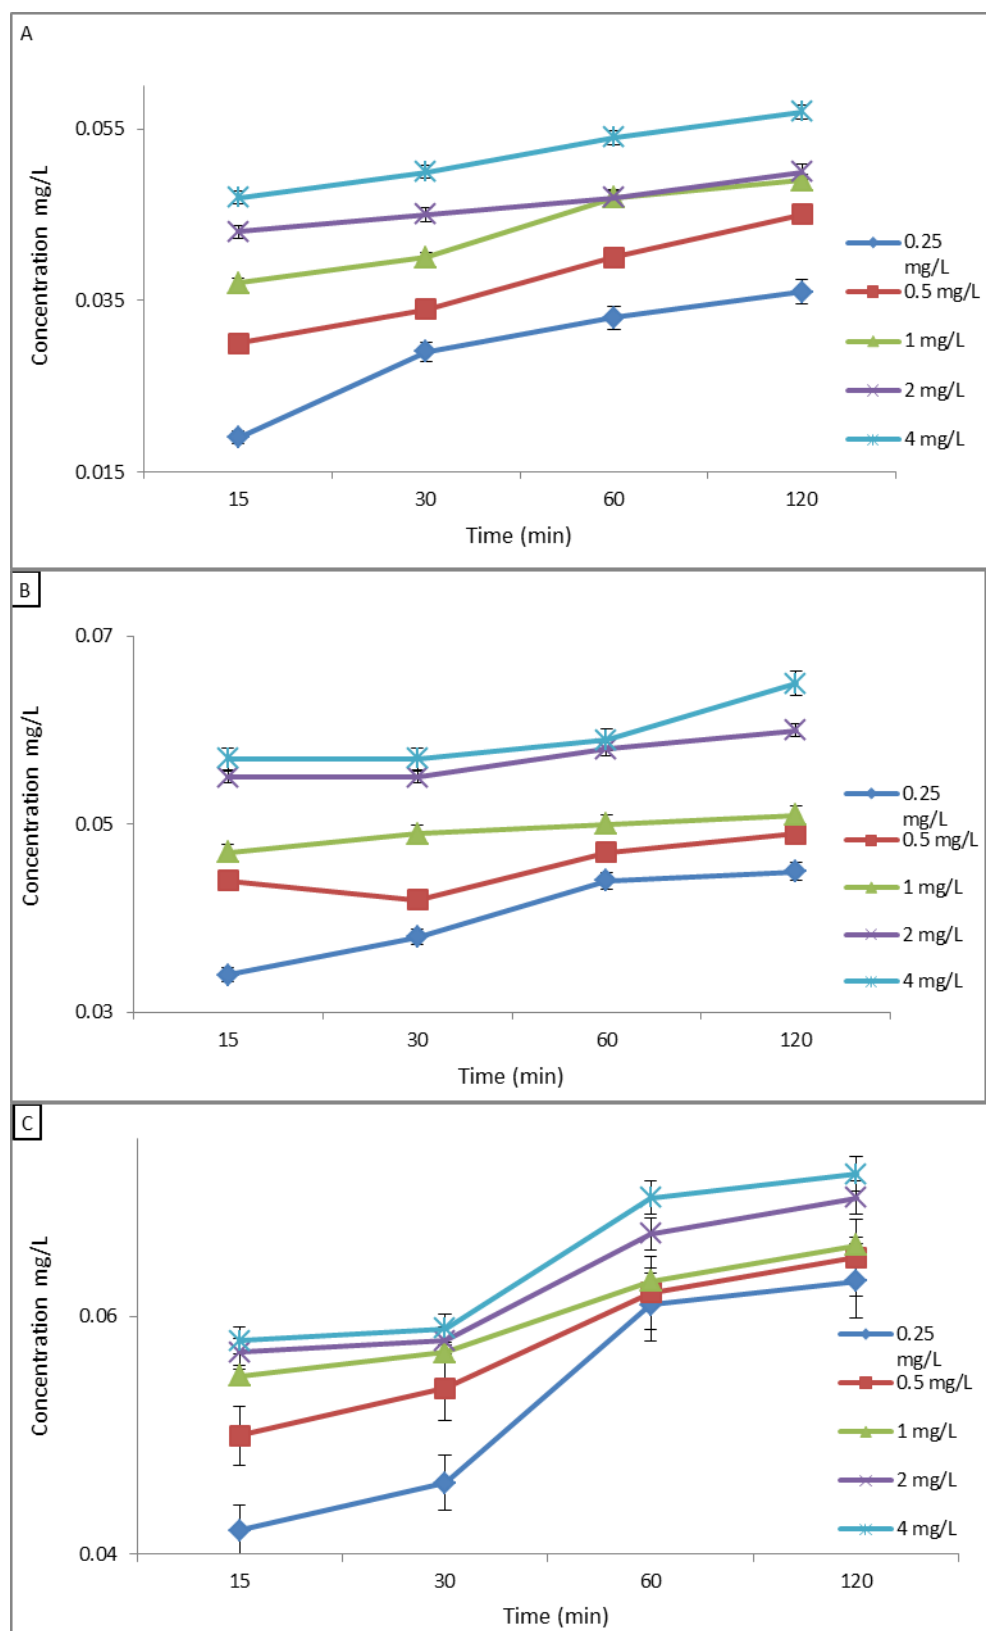 A
Concentration mg/L
0.055
0.035
0.015
15 30 60 120
Time (min)
0.25
mg/L
0.5 mg/L
1 mg/L
2 mg/L
4 mg/L
B
Concentration mg/L
0.07
0.05
0.03
15 30 60 120
Time (min)
0.25
mg/L
0.5 mg/L
1 mg/L
2 mg/L
4 mg/L
C
Concentration mg/L
0.06
0.04
15 30 60 120
Time (min)
0.25
mg/L
0.5 mg/L
1 mg/L
2 mg/L
4 mg/L